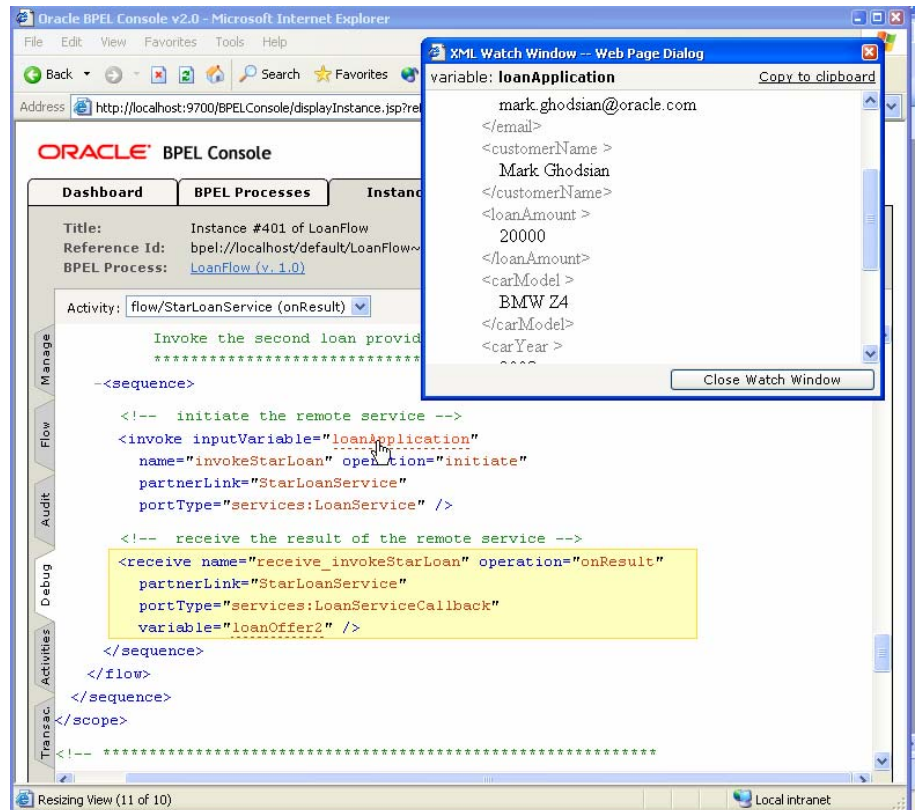 Oracle BPEL Console v2.0 - Microsoft Internet Explorer
File Edit View Favorites Tools Help
Back Search Favorites
Address http://localhost:9700/BPELConsole/displayInstance.jsp?re
ORACLE BPEL Console
Dashboard BPEL Processes
Title: Instance #401 of LoanFlow
Reference Id: bpel://localhost/default/LoanFlow~
BPEL Process: LoanFlow (v. 1.0)
Activity: flow/StarLoanService (onResult)
Manage
Flow
Audit
Debug
Activities
Transac.
Invoke the second loan provid
-<sequence>
<!-- initiate the remote service -->
<invoke inputVariable="loanApplication"
name="invokeStarLoan" operation="initiate"
partnerLink="StarLoanService"
portType="services:LoanService" />
<!-- receive the result of the remote service -->
<receive name="receive_invokeStarLoan" operation="onResult"
partnerLink="StarLoanService"
portType="services:LoanServiceCallback"
variable="loanOffer2" />
</sequence>
</flow>
</sequence>
</scope>
<!-- ************************************************************
XML Watch Window -- Web Page Dialog
variable: loanApplication Copy to clipboard
mark.ghodsian@oracle.com
</email>
<customerName >
Mark Ghodsian
</customerName>
<loanAmount >
20000
</loanAmount>
<carModel >
BMW Z4
</carModel>
<carYear >
Close Watch Window
Resizing View (11 of 10) Local intranet